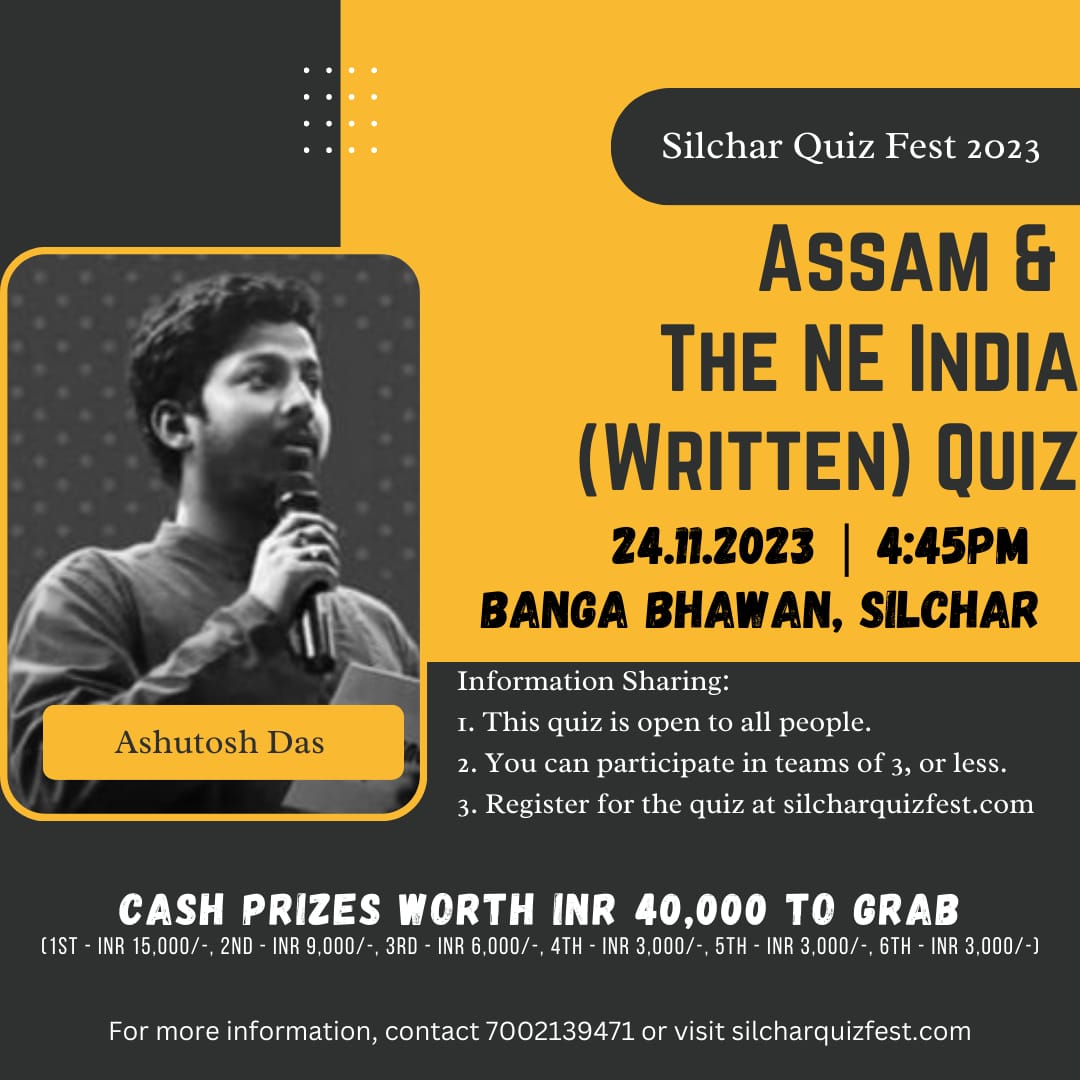 Silchar Quiz Fest 2023
Assam &
The NE India
(Written) Quiz
24.11.2023 | 4:45PM
BANGA BHAWAN, SILCHAR
Ashutosh Das
Information Sharing:
1. This quiz is open to all people.
2. You can participate in teams of 3, or less.
3. Register for the quiz at silcharquizfest.com
CASH PRIZES WORTH INR 40,000 TO GRAB
(1ST - INR 15,000/-, 2ND - INR 9,000/-, 3RD - INR 6,000/-, 4TH - INR 3,000/-, 5TH - INR 3,000/-, 6TH - INR 3,000/-)
For more information, contact 7002139471 or visit silcharquizfest.com